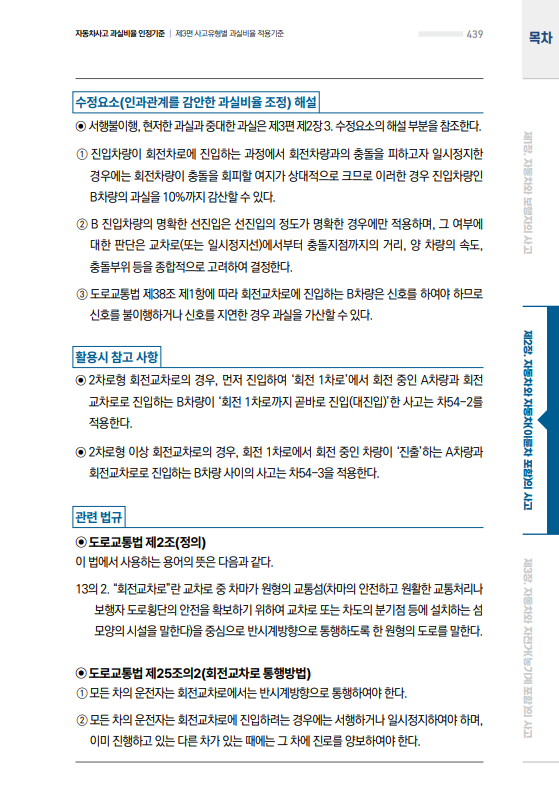 자동차사고 과실비율 인정기준 | 제3편 사고유형별 과실비율 적용기준
439
목차
수정요소(인과관계를 감안한 과실비율 조정) 해설
◉ 서행불이행, 현저한 과실과 중대한 과실은 제3편 제2장 3. 수정요소의 해설 부분을 참조한다.
① 진입차량이 회전차로에 진입하는 과정에서 회전차량과의 충돌을 피하고자 일시정지한
경우에는 회전차량이 충돌을 회피할 여지가 상대적으로 크므로 이러한 경우 진입차량인
B차량의 과실을 10%까지 감산할 수 있다.
② B 진입차량의 명확한 선진입은 선진입의 정도가 명확한 경우에만 적용하며, 그 여부에
대한 판단은 교차로(또는 일시정지선)에서부터 충돌지점까지의 거리, 양 차량의 속도,
충돌부위 등을 종합적으로 고려하여 결정한다.
③ 도로교통법 제38조 제1항에 따라 회전교차로에 진입하는 B차량은 신호를 하여야 하므로
신호를 불이행하거나 신호를 지연한 경우 과실을 가산할 수 있다.
활용시 참고 사항
◉ 2차로형 회전교차로의 경우, 먼저 진입하여 ‘회전 1차로’에서 회전 중인 A차량과 회전
교차로로 진입하는 B차량이 ‘회전 1차로까지 곧바로 진입(대진입)’한 사고는 차54-2를
적용한다.
◉ 2차로형 이상 회전교차로의 경우, 회전 1차로에서 회전 중인 차량이 ‘진출’하는 A차량과
회전교차로로 진입하는 B차량 사이의 사고는 차54-3을 적용한다.
관련 법규
◉ 도로교통법 제2조(정의)
이 법에서 사용하는 용어의 뜻은 다음과 같다.
13의 2. “회전교차로”란 교차로 중 차마가 원형의 교통섬(차마의 안전하고 원활한 교통처리나
보행자 도로횡단의 안전을 확보하기 위하여 교차로 또는 차도의 분기점 등에 설치하는 섬
모양의 시설을 말한다)을 중심으로 반시계방향으로 통행하도록 한 원형의 도로를 말한다.
◉ 도로교통법 제25조의2(회전교차로 통행방법)
① 모든 차의 운전자는 회전교차로에서는 반시계방향으로 통행하여야 한다.
② 모든 차의 운전자는 회전교차로에 진입하려는 경우에는 서행하거나 일시정지하여야 하며,
이미 진행하고 있는 다른 차가 있는 때에는 그 차에 진로를 양보하여야 한다.
제1장. 자동차와 보행자의 사고
제2장. 자동차와 자동차(이륜차 포함)의 사고
제3장. 자동차와 자전거(농기계 포함)의 사고